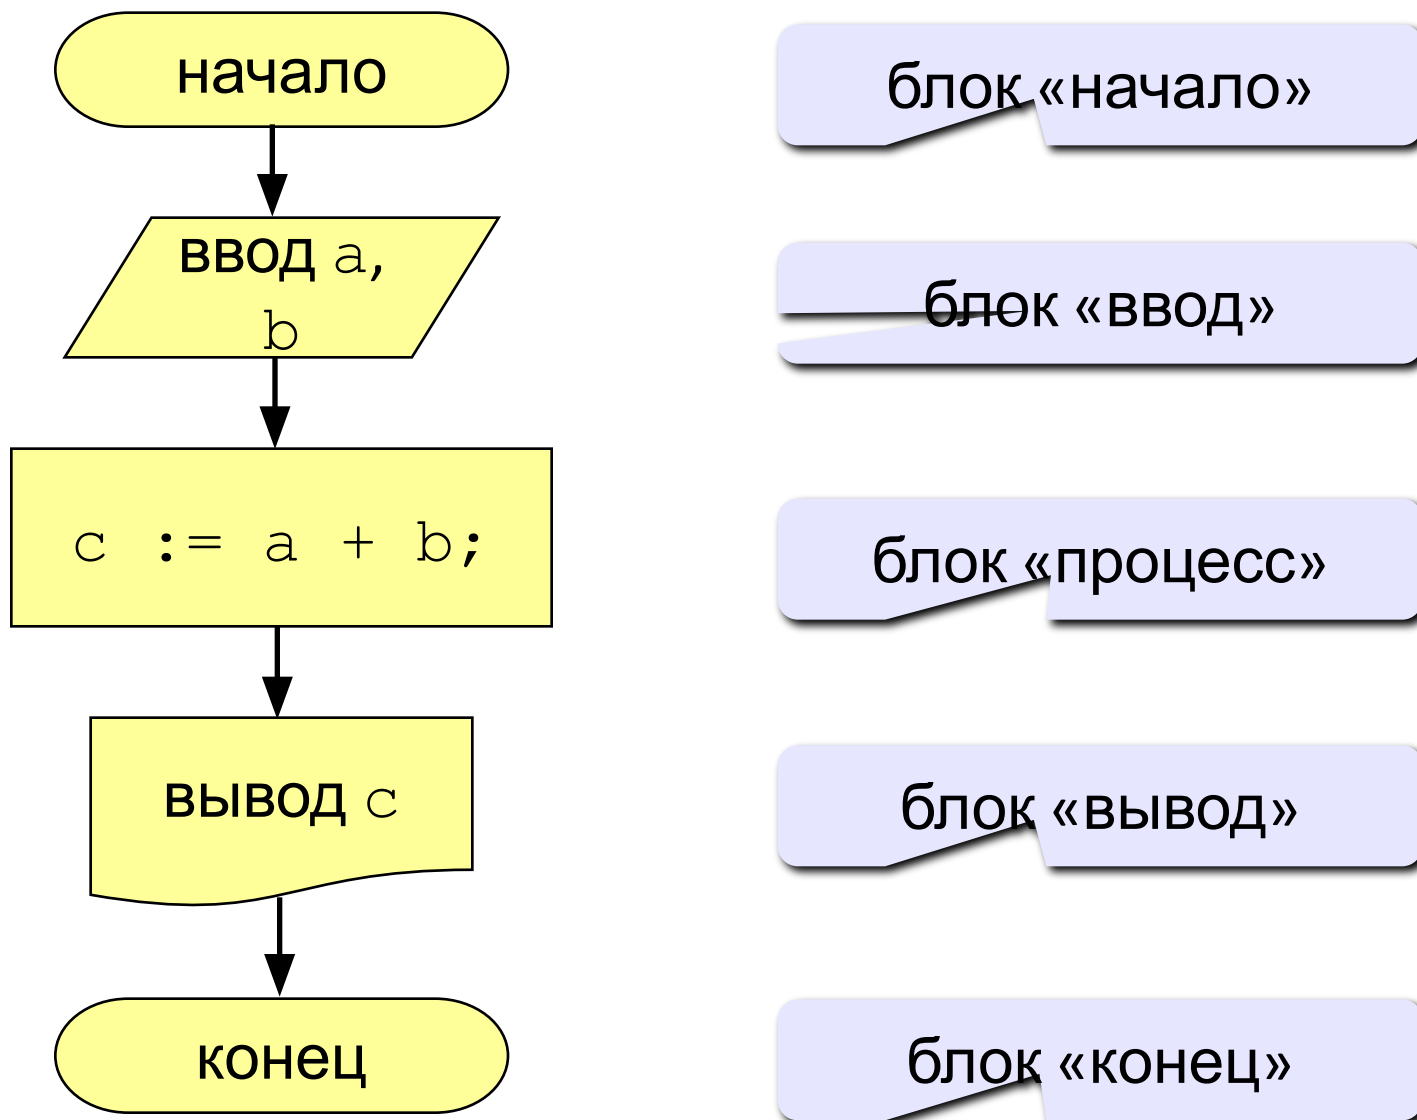 начало
блок «начало»
ввод a,
b
блок «ввод»
c := a + b;
блок «процесс»
вывод c
блок «вывод»
конец
блок «конец»